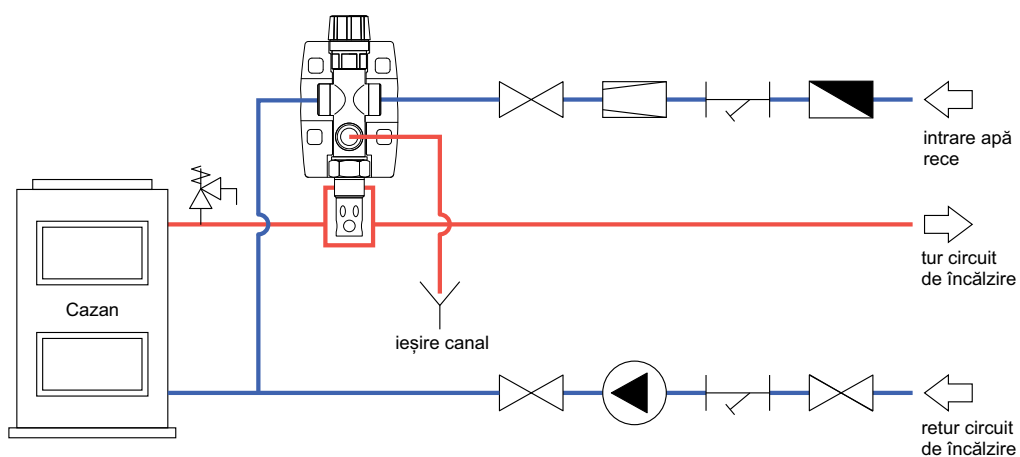 intrare apă
rece
tur circuit
de încălzire
Cazan
ieșire canal
retur circuit
de încălzire